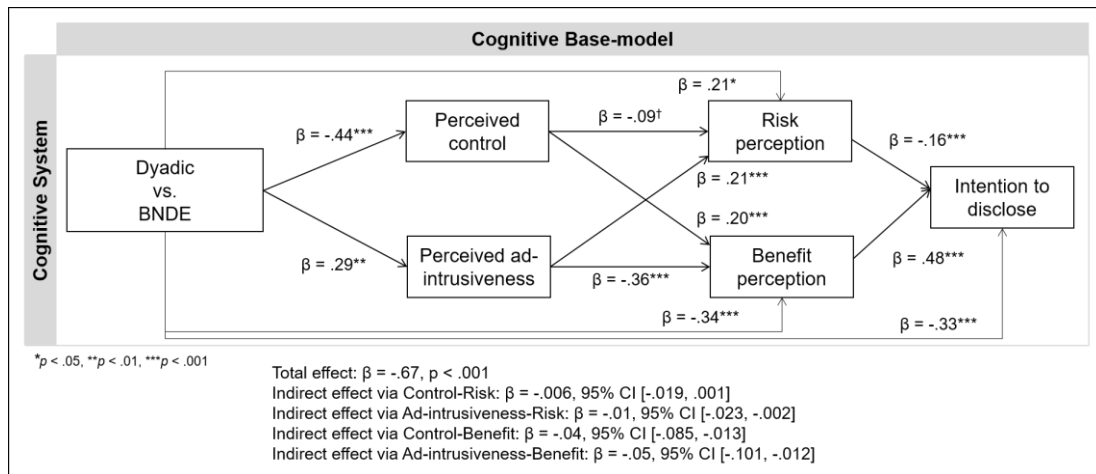 Cognitive Base-model
Cognitive System
β = .21*
β = -.44***
Perceived
control
β = -.09†
Risk
perception
β = -.16***
Dyadic
vs.
BNDE
β = .21***
Intention to
disclose
β = .20***
β = .29**
Perceived ad-
intrusiveness
β = -.36***
Benefit
perception
β = .48***
β = -.34***
β = -.33***
*p < .05, **p < .01, ***p < .001
Total effect: β = -.67, p < .001
Indirect effect via Control-Risk: β = -.006, 95% CI [-.019, .001]
Indirect effect via Ad-intrusiveness-Risk: β = -.01, 95% CI [-.023, -.002]
Indirect effect via Control-Benefit: β = -.04, 95% CI [-.085, -.013]
Indirect effect via Ad-intrusiveness-Benefit: β = -.05, 95% CI [-.101, -.012]